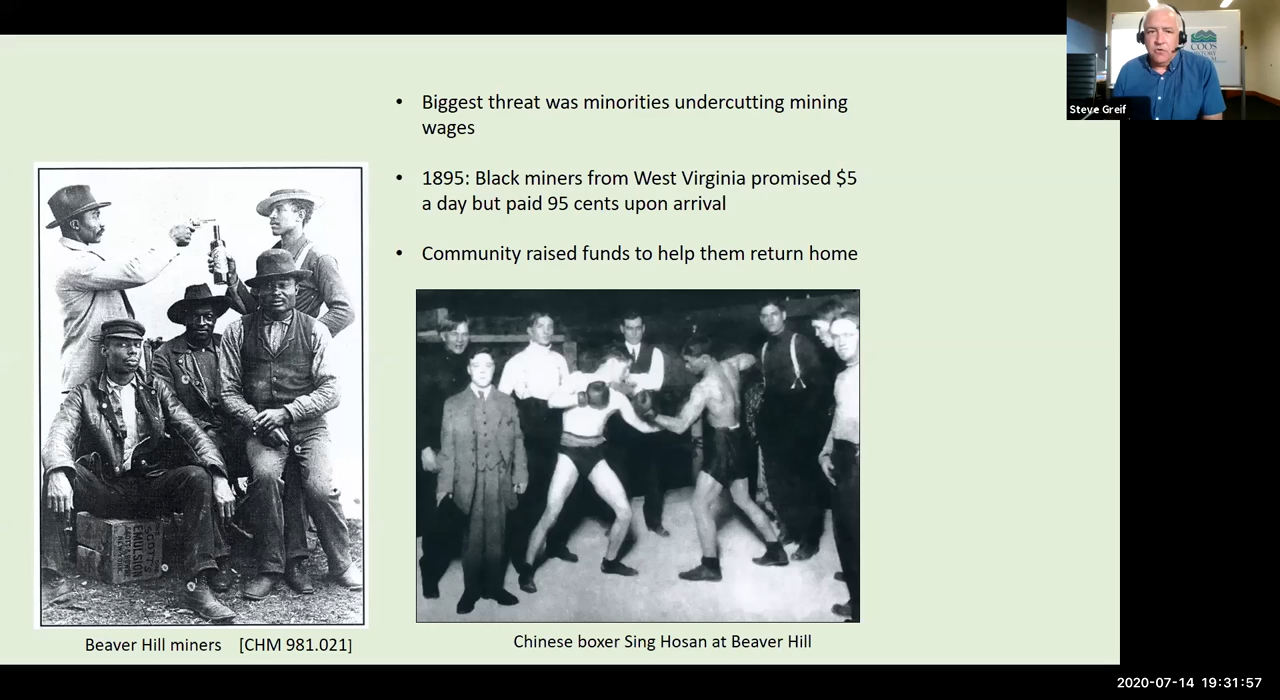 • Biggest threat was minorities undercutting mining
wages
• 1895: Black miners from West Virginia promised $5
a day but paid 95 cents upon arrival
• Community raised funds to help them return home
SCOTT'S
EMULSION
Beaver Hill miners [CHM 981.021]
Chinese boxer Sing Hosan at Beaver Hill
COOS
Steve Greif
2020-07-14 19:31:57